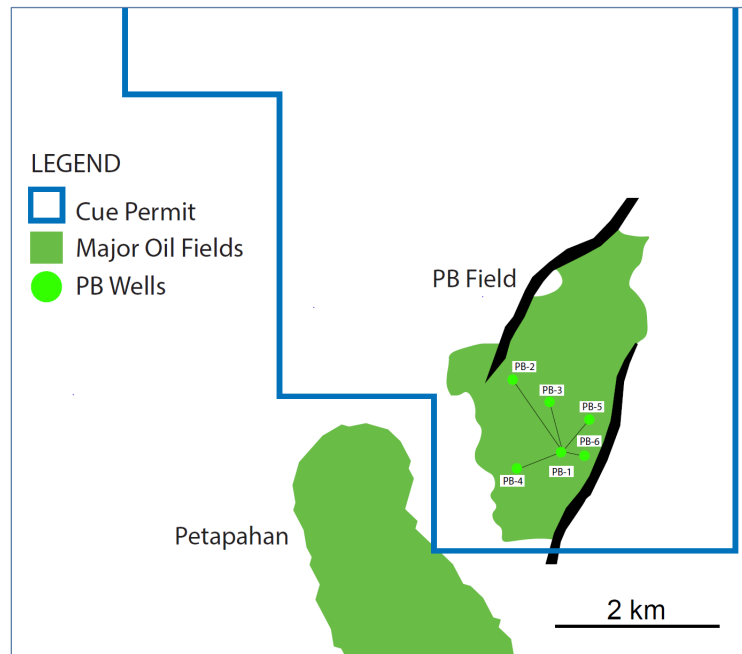 LEGEND
Cue Permit
Major Oil Fields
PB Wells
PB Field
PB-2
PB-3
PB-5
PB-6
PB-1
PB-4
Petapahan
2 km